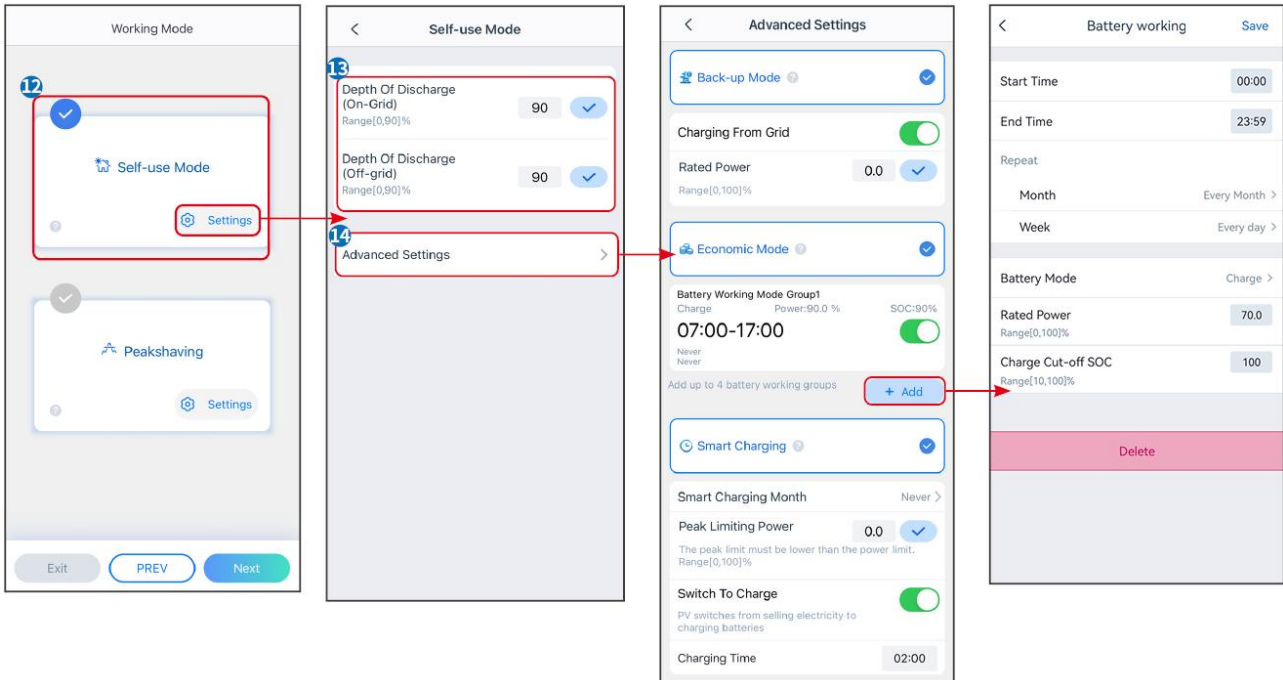 Working Mode
12
Self-use Mode
Settings
Peakshaving
Settings
Exit
PREV
Next
Self-use Mode
13
Depth Of Discharge
(On-Grid)
90
Range[0,90]%
Depth Of Discharge
(Off-grid)
90
Range[0,90]%
14
Advanced Settings
Advanced Settings
Back-up Mode
Charging From Grid
Rated Power
0.0
Range[0,100]%
Economic Mode
Battery Working Mode Group1
Charge Power:90.0 % SOC:90%
07:00-17:00
Never
Never
Add up to 4 battery working groups
+ Add
Smart Charging
Smart Charging Month Never
Peak Limiting Power
0.0
The peak limit must be lower than the power limit.
Range[0,100]%
Switch To Charge
PV switches from selling electricity to
charging batteries
Charging Time 02:00
Battery working Save
Start Time 00:00
End Time 23:59
Repeat
Month Every Month
Week Every day
Battery Mode Charge
Rated Power 70.0
Range[0,100]%
Charge Cut-off SOC 100
Range[10,100]%
Delete